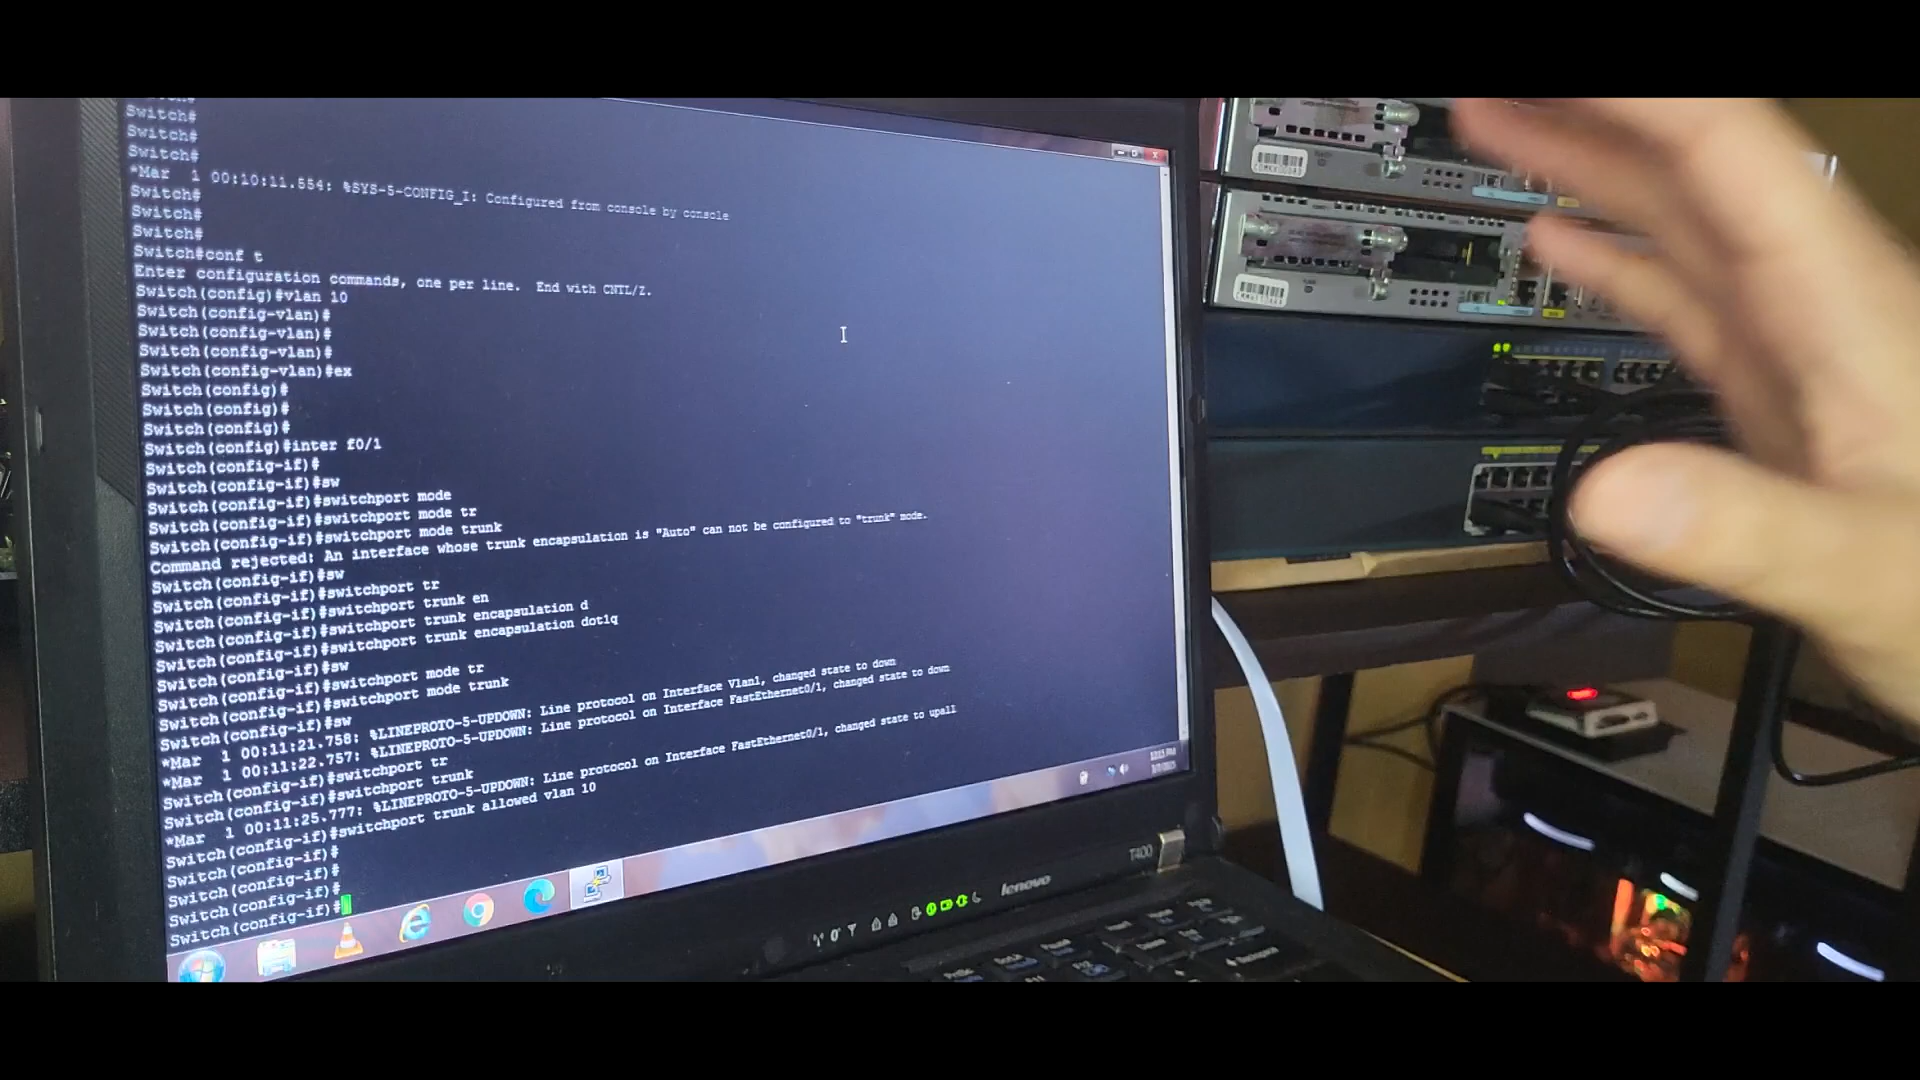 Switch#
Switch#
Switch#
*Mar  1 00:10:11.554: %SYS-5-CONFIG_I: Configured from console by console
Switch#
Switch#
Switch#
Switch#conf t
Enter configuration commands, one per line.  End with CNTL/Z.
Switch(config)#vlan 10
Switch(config-vlan)#
Switch(config-vlan)#
Switch(config-vlan)#
Switch(config-vlan)#ex
Switch(config)#
Switch(config)#
Switch(config)#
Switch(config)#inter f0/1
Switch(config-if)#
Switch(config-if)#sw
Switch(config-if)#switchport mode
Switch(config-if)#switchport mode tr
Switch(config-if)#switchport mode trunk
Command rejected: An interface whose trunk encapsulation is "Auto" can not be configured to "trunk" mode.
Switch(config-if)#sw
Switch(config-if)#switchport tr
Switch(config-if)#switchport trunk en
Switch(config-if)#switchport trunk encapsulation d
Switch(config-if)#switchport trunk encapsulation dot1q
Switch(config-if)#sw
Switch(config-if)#switchport mode tr
Switch(config-if)#switchport mode trunk
Switch(config-if)#sw
*Mar  1 00:11:21.758: %LINEPROTO-5-UPDOWN: Line protocol on Interface Vlan1, changed state to down
*Mar  1 00:11:22.757: %LINEPROTO-5-UPDOWN: Line protocol on Interface FastEthernet0/1, changed state to down
Switch(config-if)#switchport tr
Switch(config-if)#switchport trunk
*Mar  1 00:11:25.777: %LINEPROTO-5-UPDOWN: Line protocol on Interface FastEthernet0/1, changed state to upall
Switch(config-if)#switchport trunk allowed vlan 10
Switch(config-if)#
Switch(config-if)#
Switch(config-if)#
Switch(config-if)#
T400
lenovo
Backspace